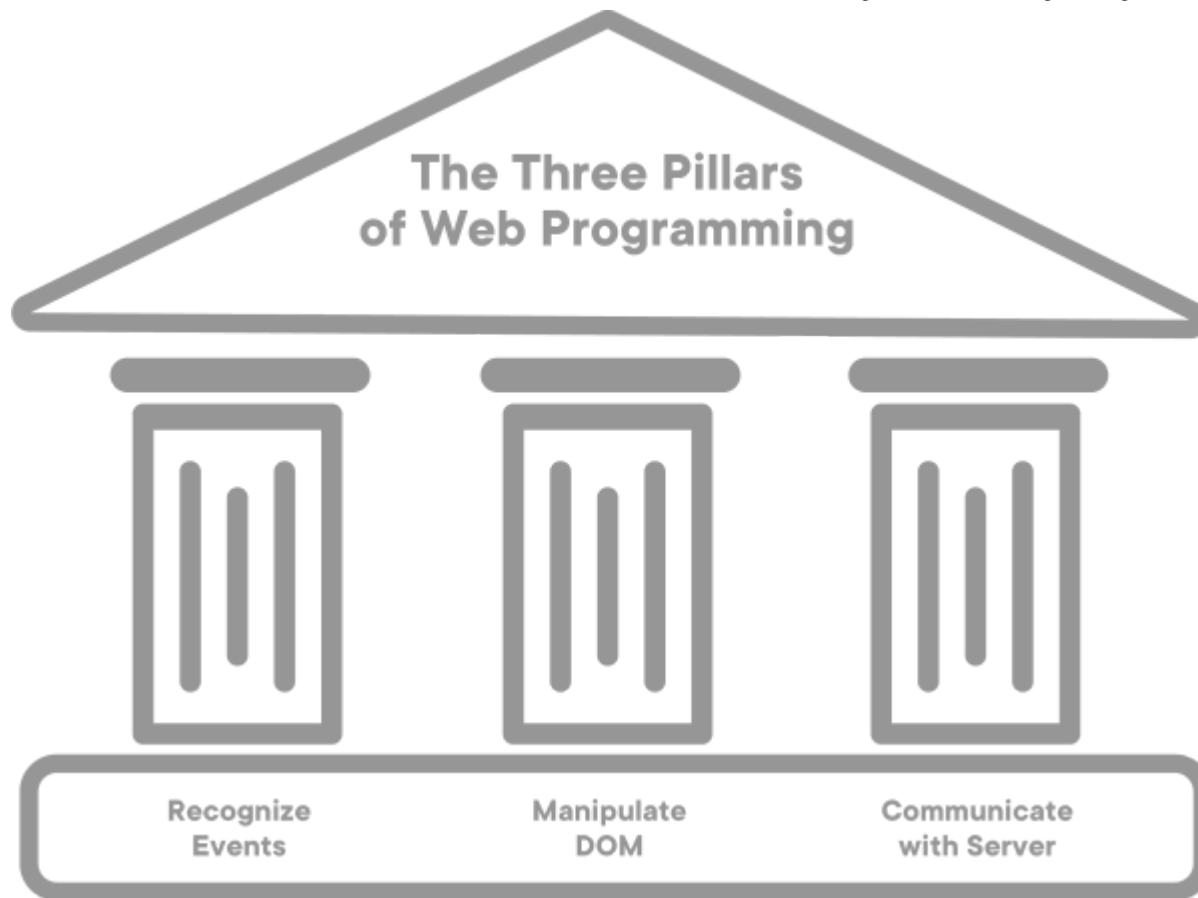 The Three Pillars
of Web Programming
Recognize
Events
Manipulate
DOM
Communicate
with Server